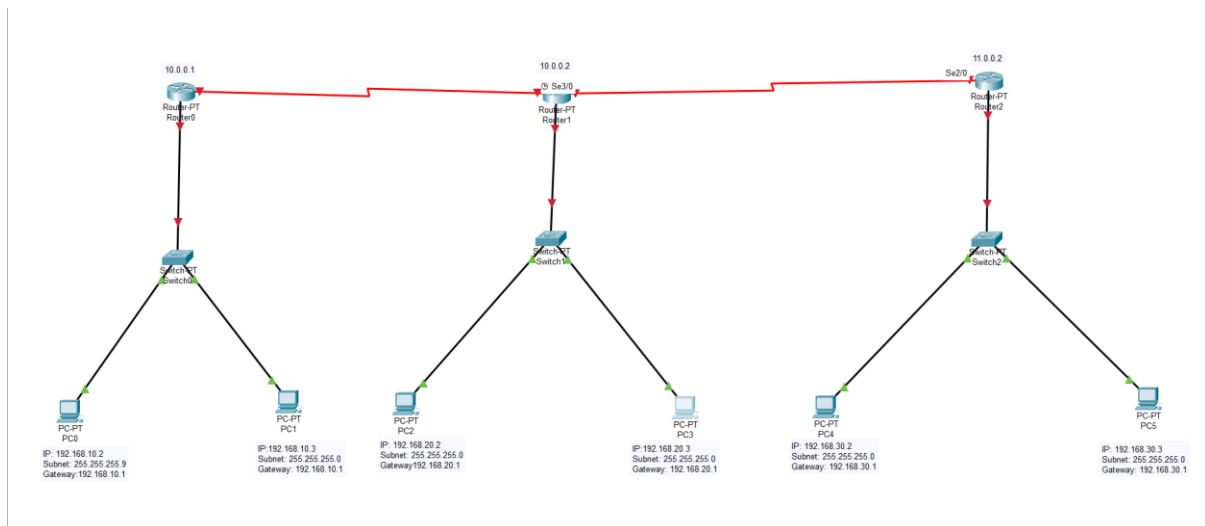 10.0.0.1
Router-PT
Router0
10.0.0.2
Se3/0
Router-PT
Router1
11.0.0.2
Se2/0
Router-PT
Router2
Switch-PT
Switch0
Switch-PT
Switch1
Switch-PT
Switch2
PC-PT
PC0
IP: 192.168.10.2
Subnet: 255.255.255.9
Gateway:192.168.10.1
PC-PT
PC1
IP:192.168.10.3
Subnet: 255.255.255.0
Gateway: 192.168.10.1
PC-PT
PC2
IP: 192.168.20.2
Subnet: 255.255.255.0
Gateway192.168.20.1
PC-PT
PC3
IP:192.168.20.3
Subnet: 255.255.255.0
Gateway: 192.168.20.1
PC-PT
PC4
IP: 192.168.30.2
Subnet: 255.255.255.0
Gateway: 192.168.30.1
PC-PT
PC5
IP: 192.168.30.3
Subnet: 255.255.255.0
Gateway: 192.168.30.1